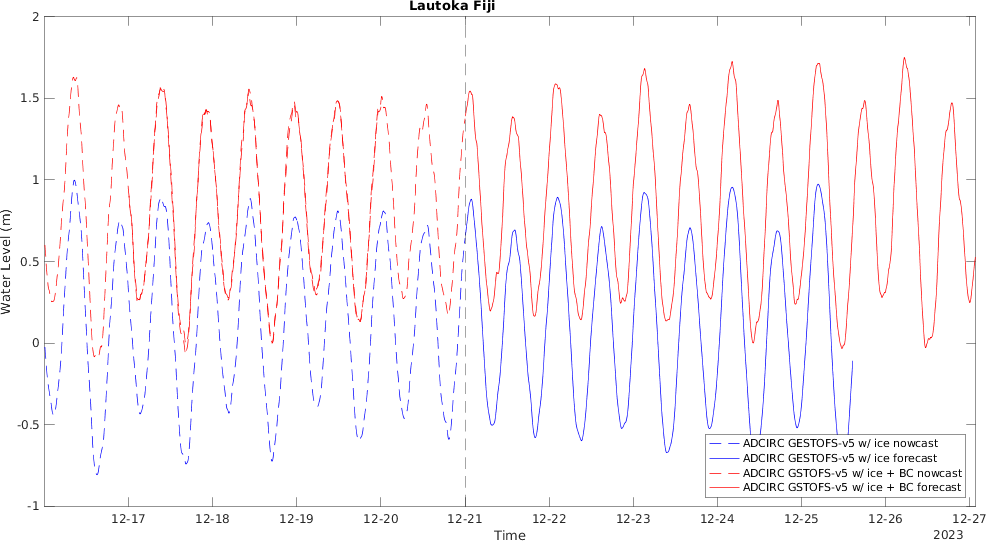 Lautoka Fiji
2
1.5
1
0.5
0
-0.5
-1
Water Level (m)
ADCIRC GESTOFS-v5 w/ ice nowcast
ADCIRC GESTOFS-v5 w/ ice forecast
ADCIRC GSTOFS-v5 w/ ice + BC nowcast
ADCIRC GSTOFS-v5 w/ ice + BC forecast
12-17 12-18 12-19 12-20 12-21 12-22 12-23 12-24 12-25 12-26 12-27
Time
2023